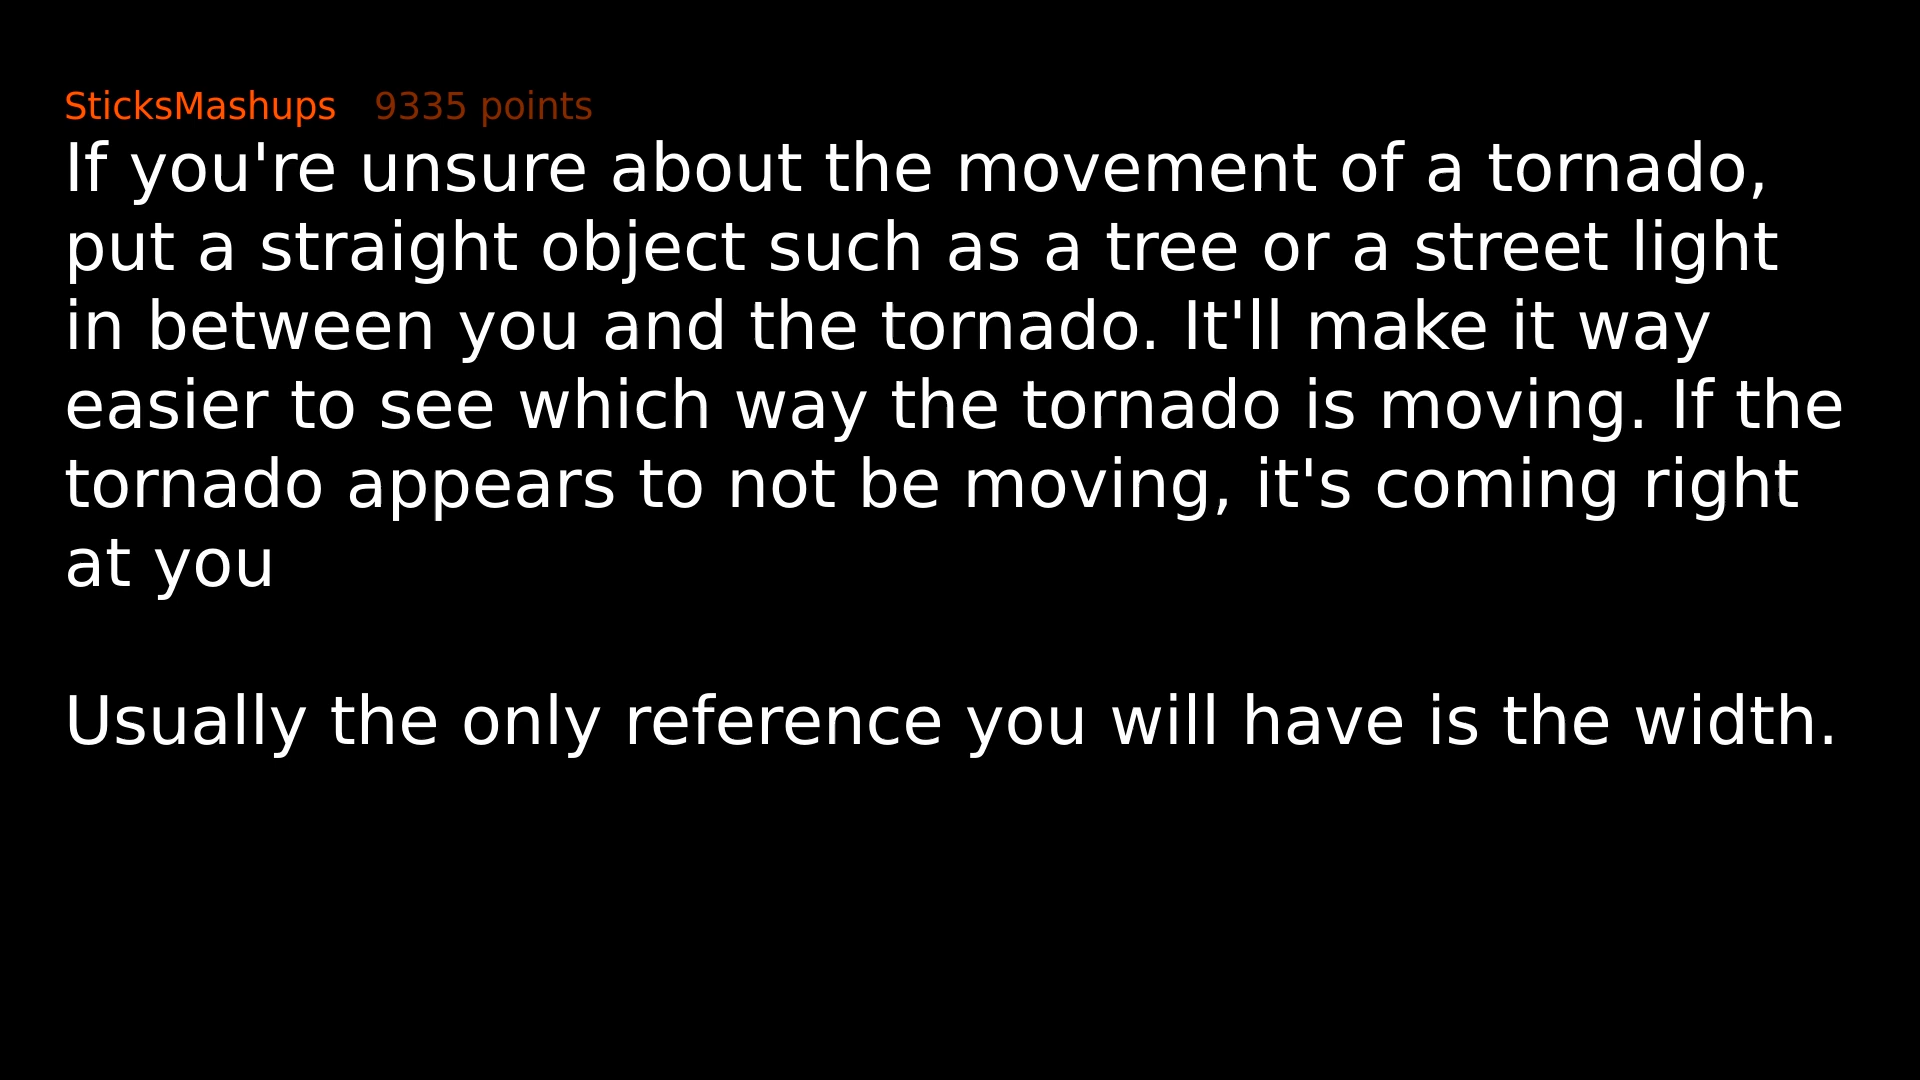 SticksMashups 9335 points
If you're unsure about the movement of a tornado,
put a straight object such as a tree or a street light
in between you and the tornado. It'll make it way
easier to see which way the tornado is moving. If the
tornado appears to not be moving, it's coming right
at you
Usually the only reference you will have is the width.